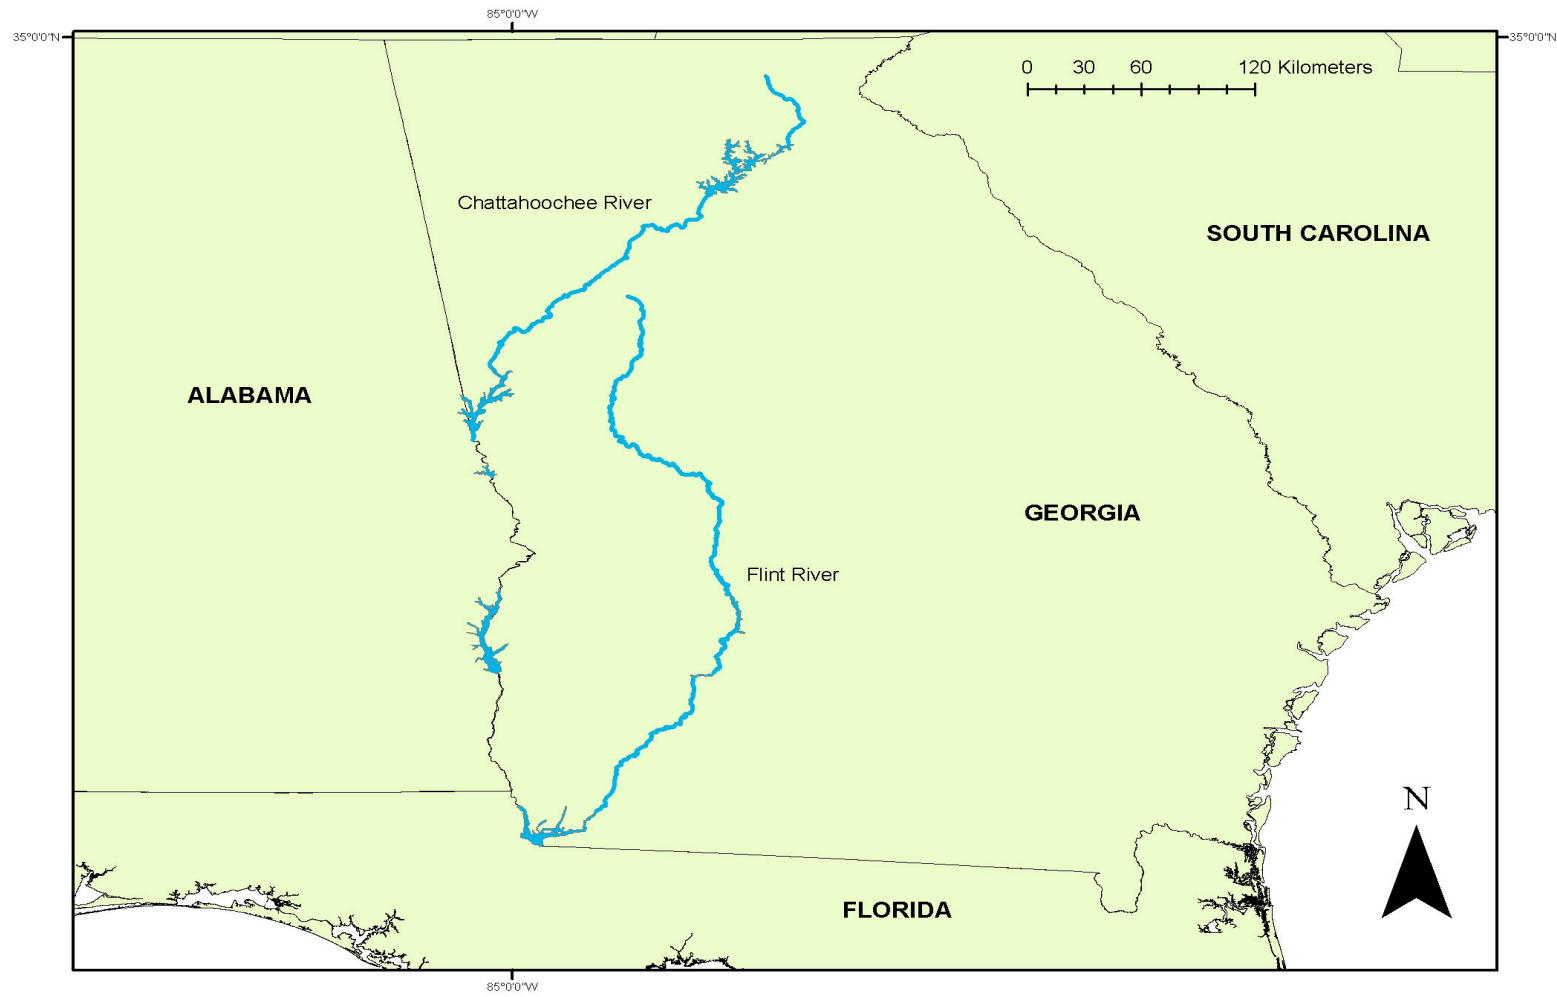 85°0'0"W
35°0'0"N
35°0'0"N
0 30 60 120 Kilometers
Chattahoochee River
SOUTH CAROLINA
ALABAMA
GEORGIA
Flint River
N
FLORIDA
85°0'0"W